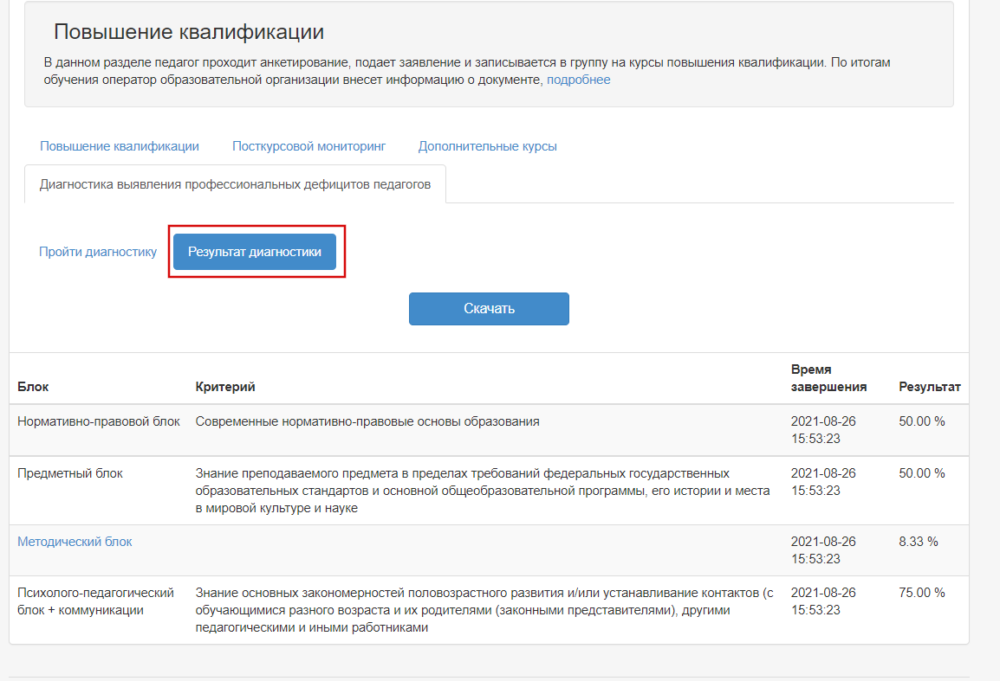 Повышение квалификации
В данном разделе педагог проходит анкетирование, подает заявление и записывается в группу на курсы повышения квалификации. По итогам
обучения оператор образовательной организации внесет информацию о документе, подробнее
Повышение квалификации Посткурсовой мониторинг Дополнительные курсы
Диагностика выявления профессиональных дефицитов педагогов
Пройти диагностику Результат диагностики
Скачать
Блок Критерий Время завершения Результат
Нормативно-правовой блок Современные нормативно-правовые основы образования 2021-08-26 50.00 %
15:53:23
Предметный блок Знание преподаваемого предмета в пределах требований федеральных государственных 2021-08-26 50.00 %
образовательных стандартов и основной общеобразовательной программы, его истории и места 15:53:23
в мировой культуре и науке
Методический блок 2021-08-26 8.33 %
15:53:23
Психолого-педагогический Знание основных закономерностей половозрастного развития и/или устанавливание контактов (с 2021-08-26 75.00 %
блок + коммуникации обучающимися разного возраста и их родителями (законными представителями), другими 15:53:23
педагогическими и иными работниками